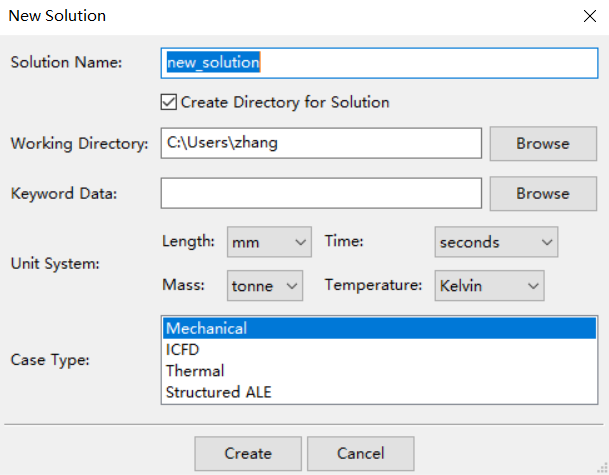 New Solution
Solution Name: new_solution
Create Directory for Solution
Working Directory: C:\Users\zhang Browse
Keyword Data: Browse
Unit System:
Length: mm Time: seconds
Mass: tonne Temperature: Kelvin
Case Type:
Mechanical
ICFD
Thermal
Structured ALE
Create Cancel